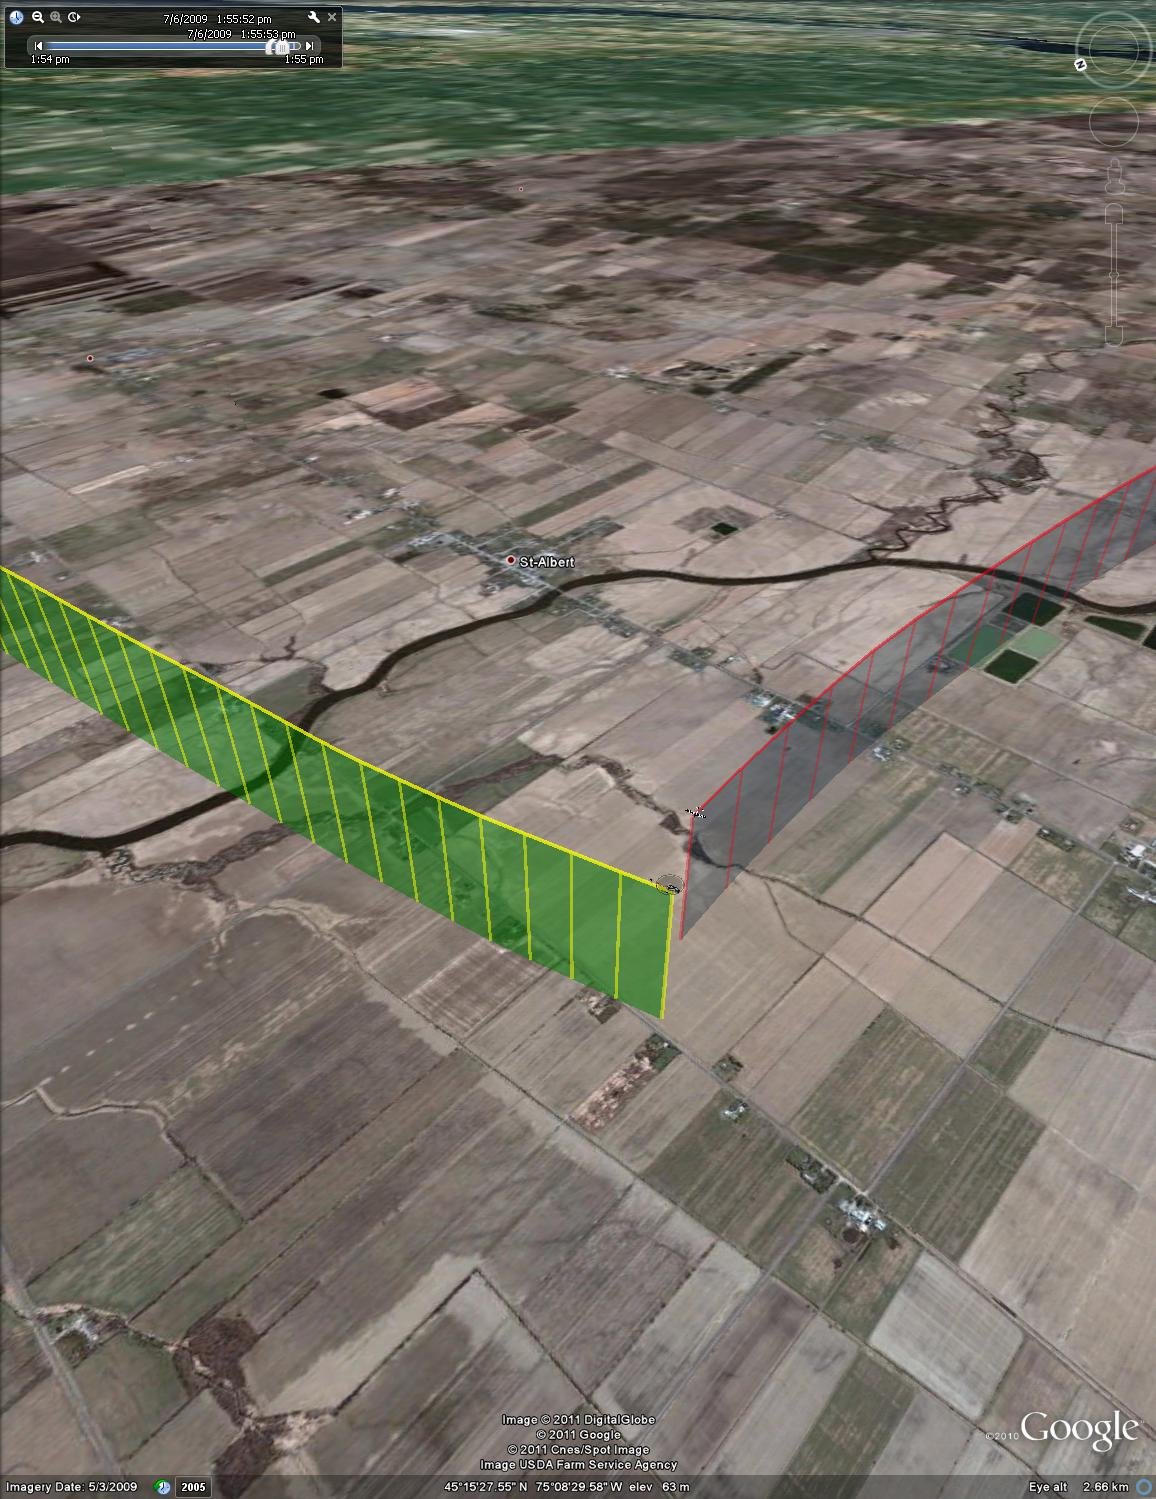 7/6/2009 1:55:52 pm
7/6/2009 1:55:53 pm
1:54 pm
1:55 pm
N
St-Albert
Image © 2011 DigitalGlobe
© 2011 Google
© 2011 Cnes/Spot Image
Image USDA Farm Service Agency
©2010 Google
Imagery Date: 5/3/2009
2005
45°15'27.55" N 75°08'29.58" W elev 63 m
Eye alt 2.66 km